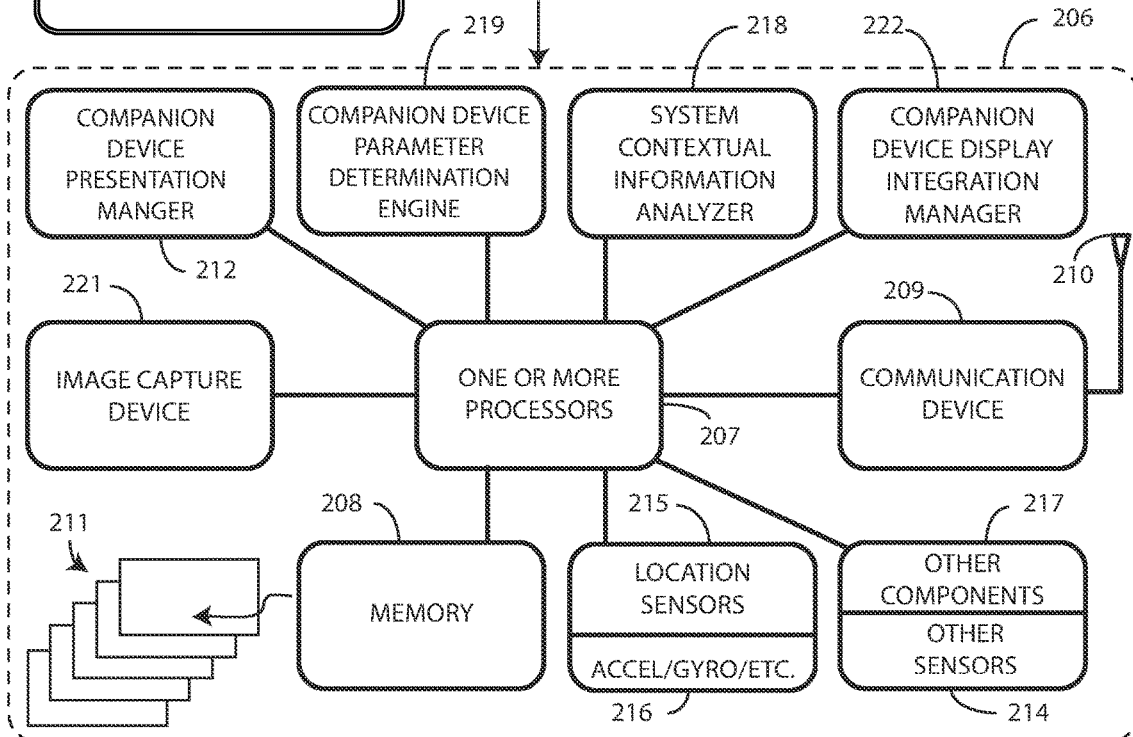 219
218
222
206
COMPANION
DEVICE
PRESENTATION
MANGER
COMPANION DEVICE
PARAMETER
DETERMINATION
ENGINE
SYSTEM
CONTEXTUAL
INFORMATION
ANALYZER
COMPANION
DEVICE DISPLAY
INTEGRATION
MANAGER
212
210
221
209
IMAGE CAPTURE
DEVICE
ONE OR MORE
PROCESSORS
COMMUNICATION
DEVICE
207
211
208
215
217
MEMORY
LOCATION
SENSORS
ACCEL/GYRO/ETC.
OTHER
COMPONENTS
OTHER
SENSORS
216
214